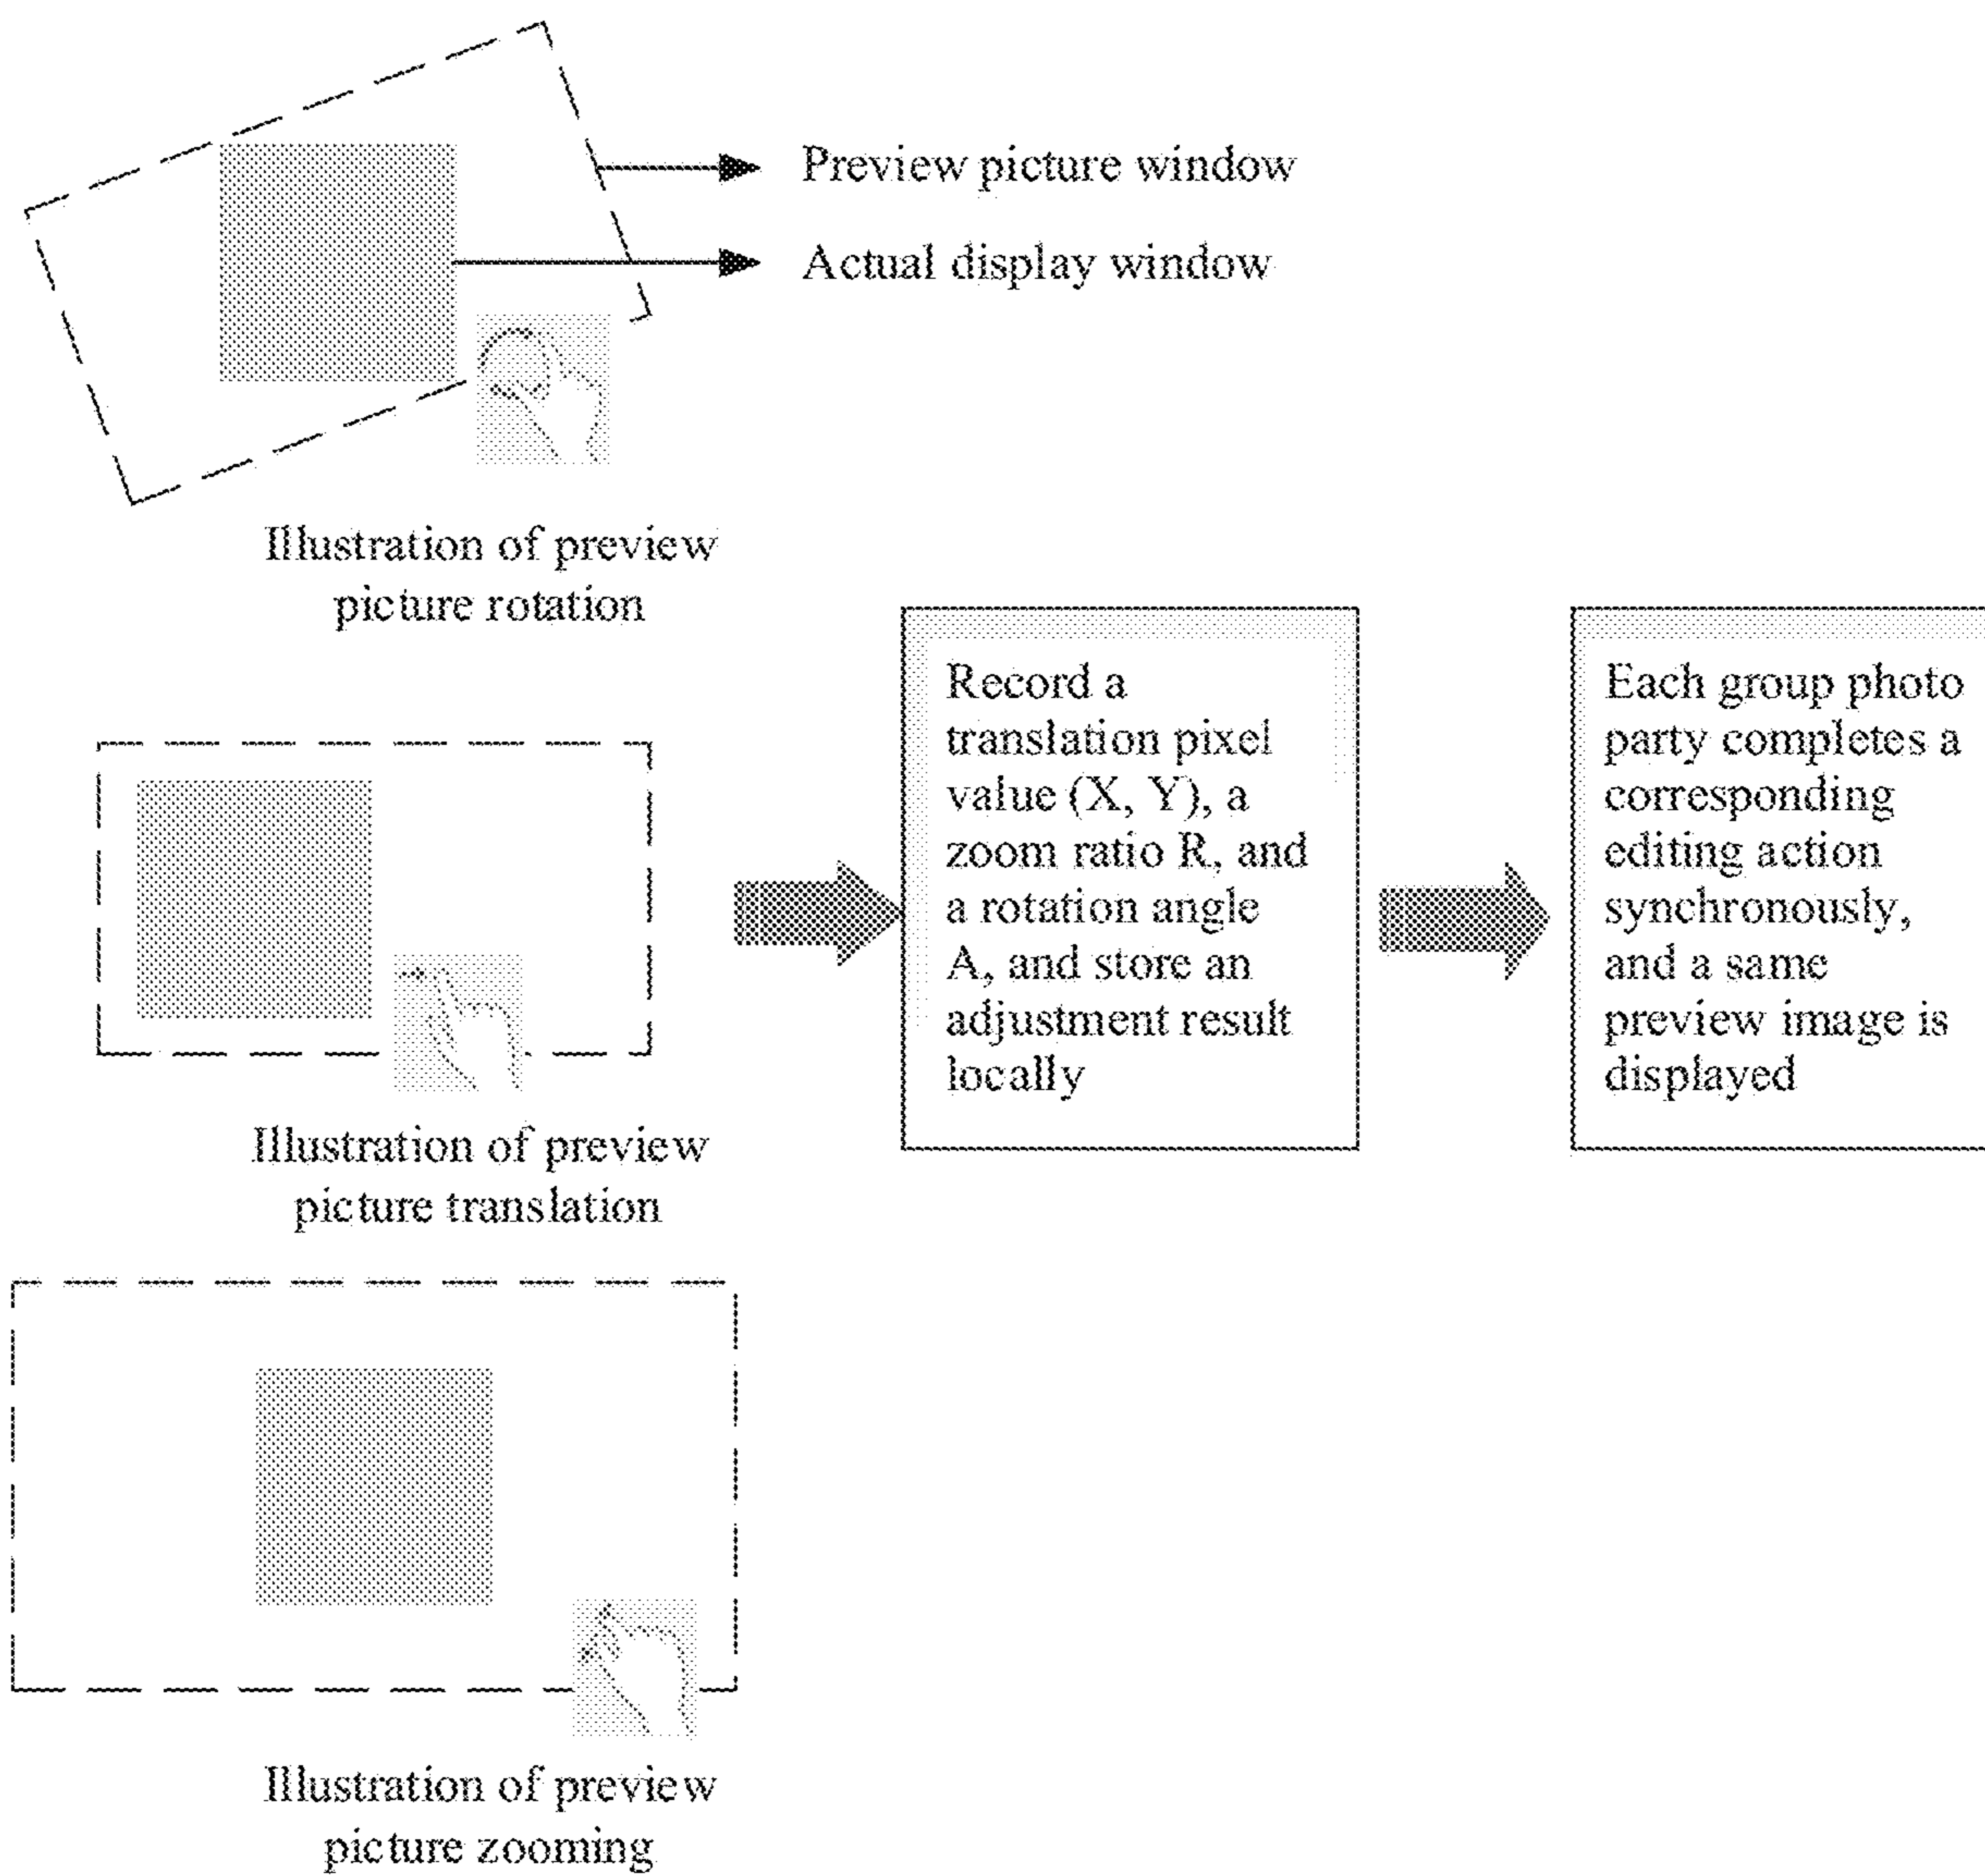 Preview picture window
Actual display window
Illustration of preview
picture rotation
Record a
translation pixel
value (X, Y), a
zoom ratio R, and
a rotation angle
A, and store an
adjustment result
locally
Each group photo
party completes a
corresponding
editing action
synchronously,
and a same
preview image is
displayed
Illustration of preview
picture translation
Illustration of preview
picture zooming